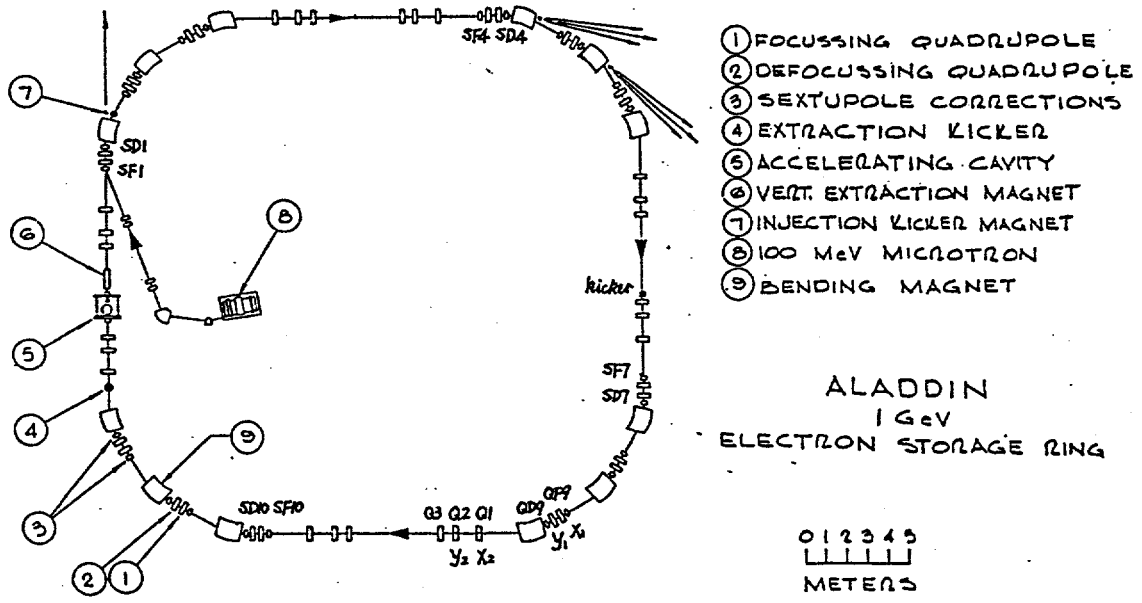 SF4 SD4
7
SD1
SF1
8
6
kicker
5
SF7
SD7
4
9
SD10 SF10
Q3 Q2 Q1
QD9 QF9
Y2 X2
Y1 X1
3
2
1
1 FOCUSSING QUADRUPOLE
2 DEFOCUSSING QUADRUPOLE
3 SEXTUPOLE CORRECTIONS
4 EXTRACTION KICKER
5 ACCELERATING CAVITY
6 VERT. EXTRACTION MAGNET
7 INJECTION KICKER MAGNET
8 100 MeV MICROTRON
9 BENDING MAGNET
ALADDIN
1 GeV
ELECTRON STORAGE RING
0 1 2 3 4 5
METERS